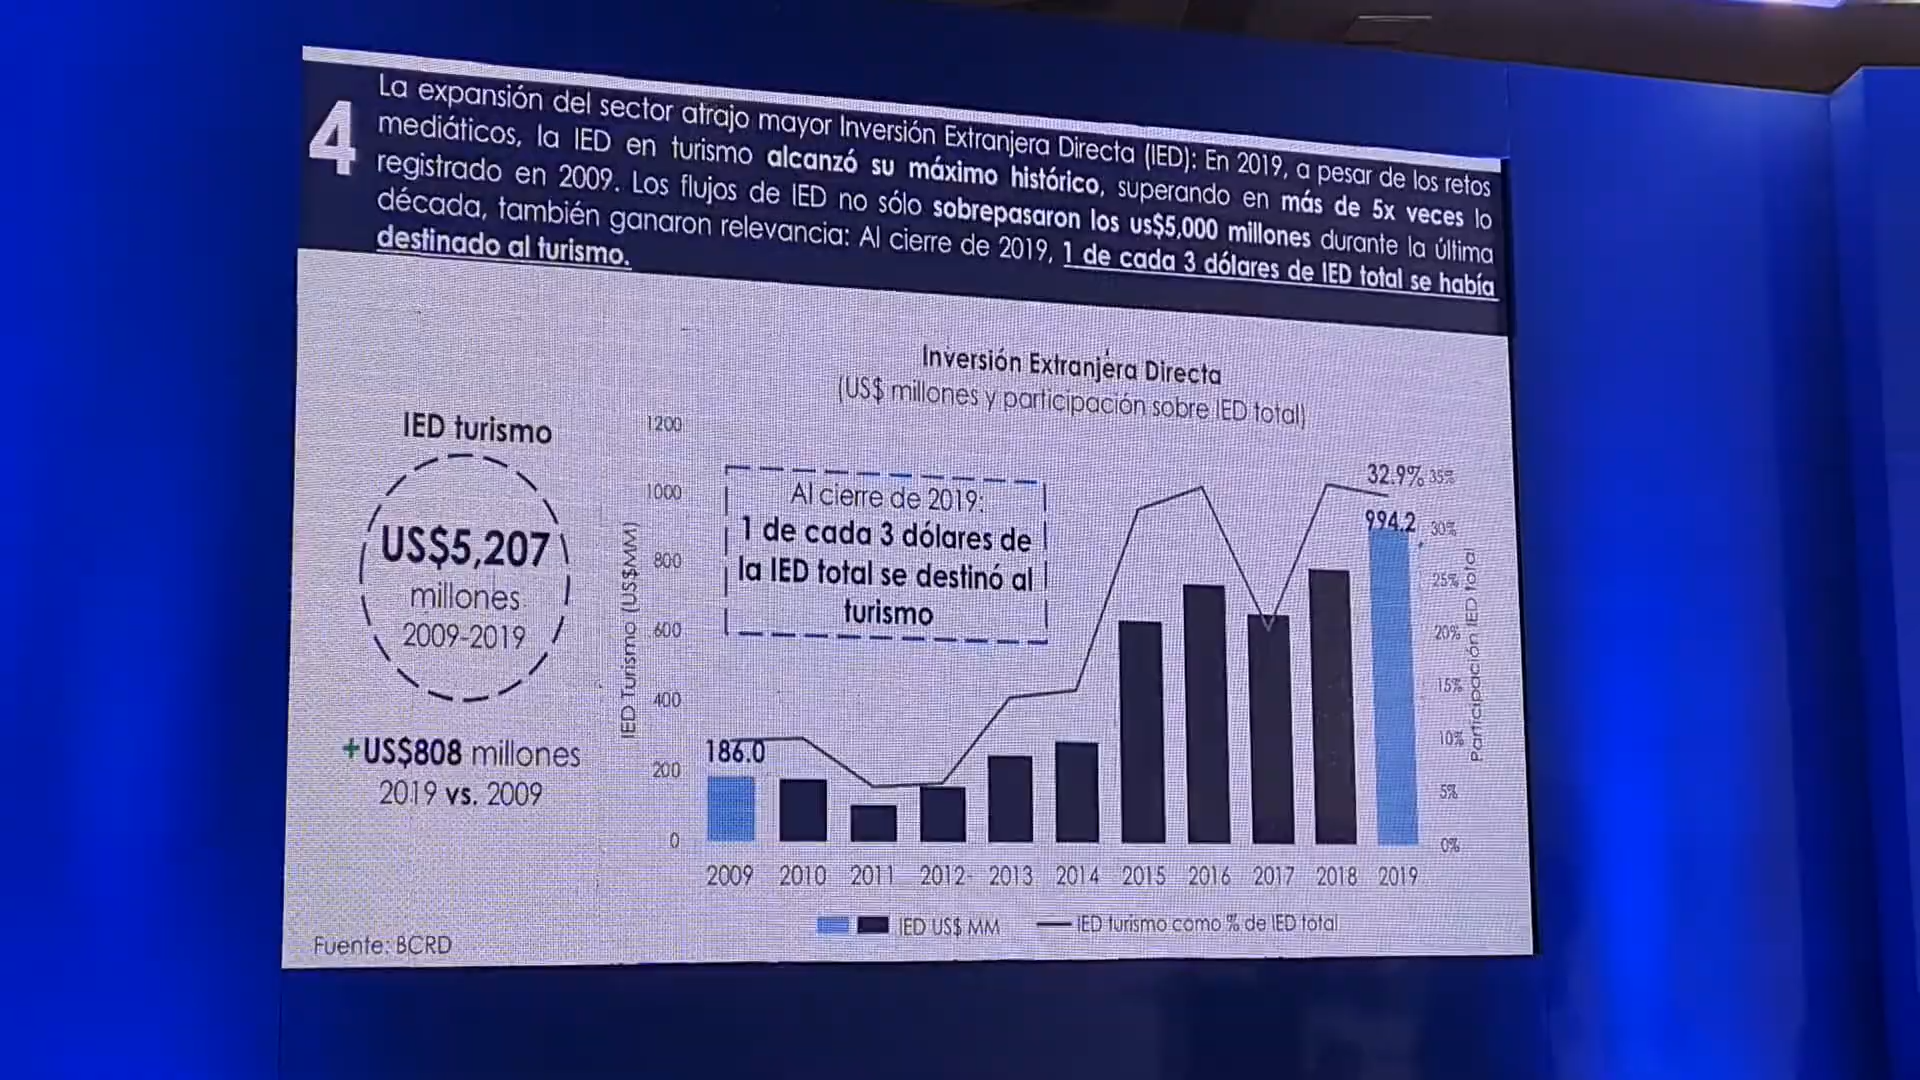 4
La expansión del sector atrajo mayor Inversión Extranjera Directa (IED): En 2019, a pesar de los retos
mediáticos, la IED en turismo alcanzó su máximo histórico, superando en más de 5x veces lo
registrado en 2009. Los flujos de IED no sólo sobrepasaron los us$5,000 millones durante la última
década, también ganaron relevancia: Al cierre de 2019, 1 de cada 3 dólares de IED total se había
destinado al turismo.
IED turismo
US$5,207
millones
2009-2019
+US$808 millones
2019 vs. 2009
Inversión Extranjera Directa
(US$ millones y participación sobre IED total)
IED Turismo (US$MM)
1200
1000
800
600
400
200
0
Al cierre de 2019:
1 de cada 3 dólares de
la IED total se destinó al
turismo
186.0
32.9%
994.2
35%
30%
25%
20%
15%
10%
5%
0%
Participación IED total
2009 2010 2011 2012 2013 2014 2015 2016 2017 2018 2019
IED US$ MM
IED turismo como % de IED total
Fuente: BCRD